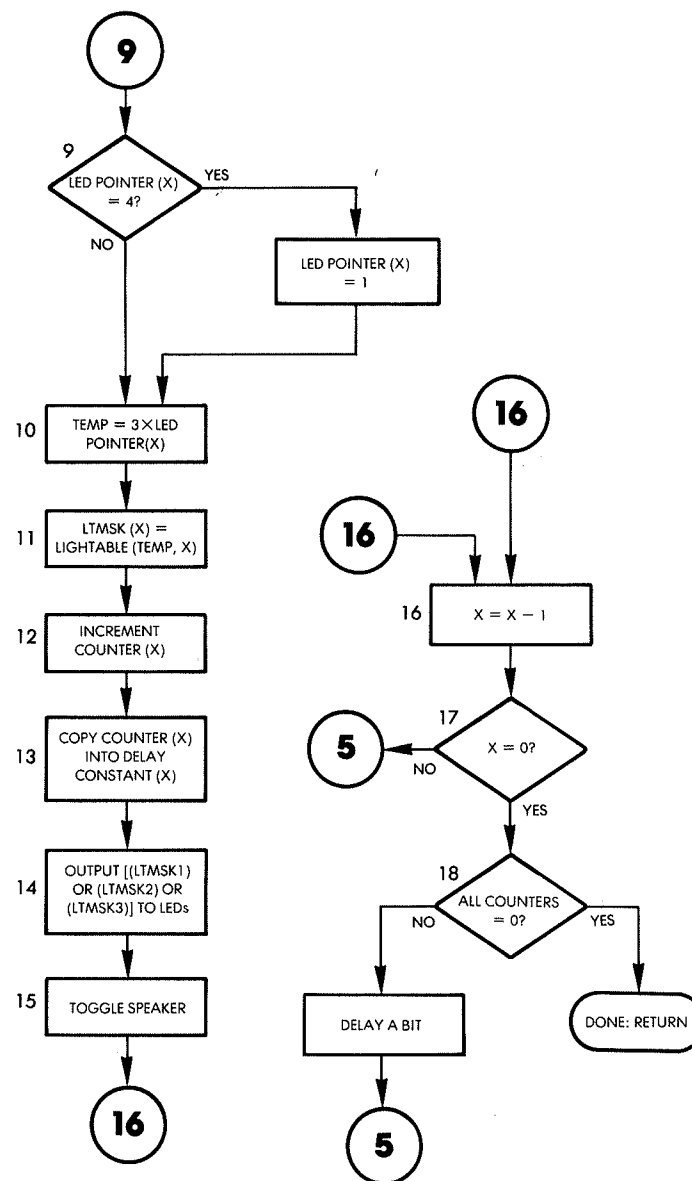 9
9
LED POINTER (X)
= 4?
YES
NO
LED POINTER (X)
= 1
10
TEMP = 3×LED
POINTER(X)
11
LTMSK (X) =
LIGHTABLE (TEMP, X)
12
INCREMENT
COUNTER (X)
13
COPY COUNTER (X)
INTO DELAY
CONSTANT (X)
14
OUTPUT [(LTMSK1)
OR (LTMSK2) OR
(LTMSK3)] TO LEDs
15
TOGGLE SPEAKER
16
16
16
16
X = X − 1
17
X = 0?
NO
5
YES
18
ALL COUNTERS
= 0?
NO
YES
DELAY A BIT
DONE: RETURN
5